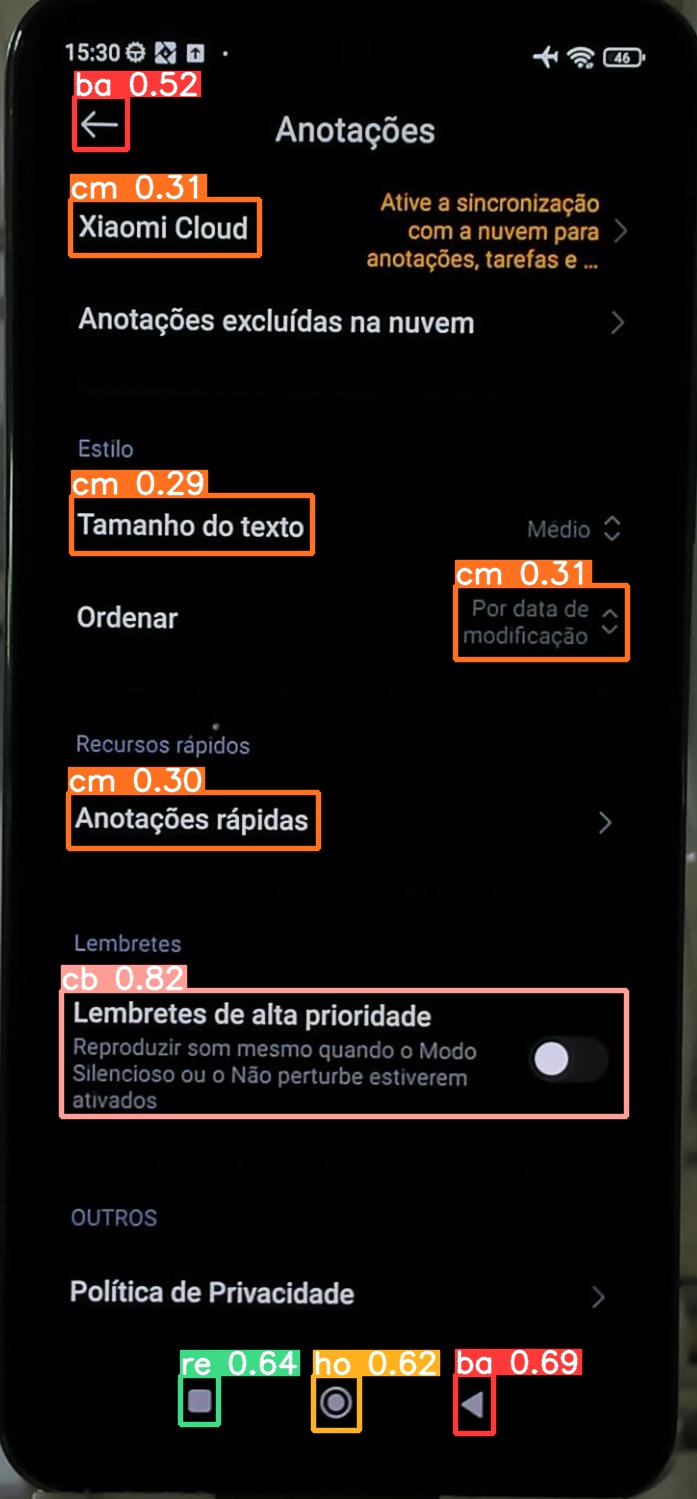 15:30
46
ba 0.52
Anotações
cm 0.31
Xiaomi Cloud
Ative a sincronização
com a nuvem para
anotações, tarefas e ...
Anotações excluídas na nuvem
Estilo
cm 0.29
Tamanho do texto
Médio
cm 0.31
Ordenar
Por data de
modificação
Recursos rápidos
cm 0.30
Anotações rápidas
Lembretes
cb 0.82
Lembretes de alta prioridade
Reproduzir som mesmo quando o Modo
Silencioso ou o Não perturbe estiverem
ativados
OUTROS
Política de Privacidade
re 0.64
ho 0.62
ba 0.69